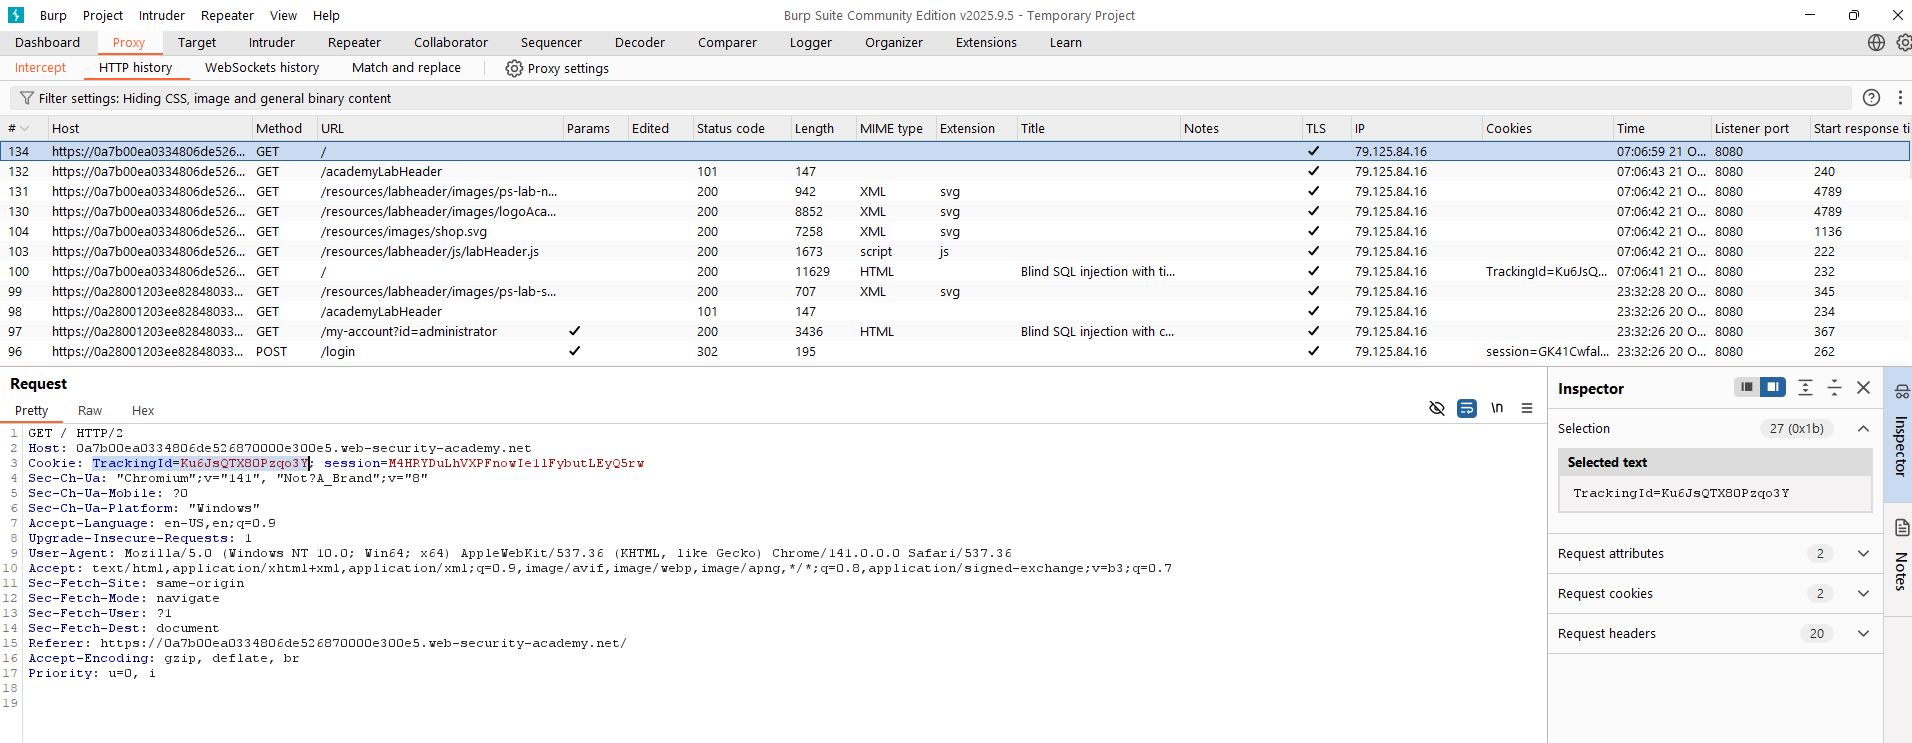 Burp Project Intruder Repeater View Help Burp Suite Community Edition v2025.9.5 - Temporary Project
Dashboard Proxy Target Intruder Repeater Collaborator Sequencer Decoder Comparer Logger Organizer Extensions Learn
Intercept HTTP history WebSockets history Match and replace Proxy settings
Filter settings: Hiding CSS, image and general binary content
# Host Method URL Params Edited Status code Length MIME type Extension Title Notes TLS IP Cookies Time Listener port Start response ti
134 https://0a7b00ea0334806de526... GET / ✓ 79.125.84.16 07:06:59 21 O... 8080
132 https://0a7b00ea0334806de526... GET /academyLabHeader 101 147 ✓ 79.125.84.16 07:06:43 21 O... 8080 240
131 https://0a7b00ea0334806de526... GET /resources/labheader/images/ps-lab-n... 200 942 XML svg ✓ 79.125.84.16 07:06:42 21 O... 8080 4789
130 https://0a7b00ea0334806de526... GET /resources/labheader/images/logoAca... 200 8852 XML svg ✓ 79.125.84.16 07:06:42 21 O... 8080 4789
104 https://0a7b00ea0334806de526... GET /resources/images/shop.svg 200 7258 XML svg ✓ 79.125.84.16 07:06:42 21 O... 8080 1136
103 https://0a7b00ea0334806de526... GET /resources/labheader/js/labHeader.js 200 1673 script js ✓ 79.125.84.16 07:06:42 21 O... 8080 222
100 https://0a7b00ea0334806de526... GET / 200 11629 HTML Blind SQL injection with ti... ✓ 79.125.84.16 TrackingId=Ku6JsQ... 07:06:41 21 O... 8080 232
99 https://0a28001203ee82848033... GET /resources/labheader/images/ps-lab-s... 200 707 XML svg ✓ 79.125.84.16 23:32:28 20 O... 8080 345
98 https://0a28001203ee82848033... GET /academyLabHeader 101 147 ✓ 79.125.84.16 23:32:26 20 O... 8080 234
97 https://0a28001203ee82848033... GET /my-account?id=administrator ✓ 200 3436 HTML Blind SQL injection with c... ✓ 79.125.84.16 23:32:26 20 O... 8080 367
96 https://0a28001203ee82848033... POST /login ✓ 302 195 ✓ 79.125.84.16 session=GK41Cwfal... 23:32:26 20 O... 8080 262
Request
Pretty Raw Hex \n
1 GET / HTTP/2
2 Host: 0a7b00ea0334806de526870000e300e5.web-security-academy.net
3 Cookie: TrackingId=Ku6JsQTX8OPzqo3Y; session=M4HRYDuLhVXPFnowIe1lFybutLEyQ5rw
4 Sec-Ch-Ua: "Chromium";v="141", "Not?A_Brand";v="8"
5 Sec-Ch-Ua-Mobile: ?0
6 Sec-Ch-Ua-Platform: "Windows"
7 Accept-Language: en-US,en;q=0.9
8 Upgrade-Insecure-Requests: 1
9 User-Agent: Mozilla/5.0 (Windows NT 10.0; Win64; x64) AppleWebKit/537.36 (KHTML, like Gecko) Chrome/141.0.0.0 Safari/537.36
10 Accept: text/html,application/xhtml+xml,application/xml;q=0.9,image/avif,image/webp,image/apng,*/*;q=0.8,application/signed-exchange;v=b3;q=0.7
11 Sec-Fetch-Site: same-origin
12 Sec-Fetch-Mode: navigate
13 Sec-Fetch-User: ?1
14 Sec-Fetch-Dest: document
15 Referer: https://0a7b00ea0334806de526870000e300e5.web-security-academy.net/
16 Accept-Encoding: gzip, deflate, br
17 Priority: u=0, i
18
19
Inspector
Selection 27 (0x1b)
Selected text
TrackingId=Ku6JsQTX8OPzqo3Y
Request attributes 2
Request cookies 2
Request headers 20
Inspector
Notes